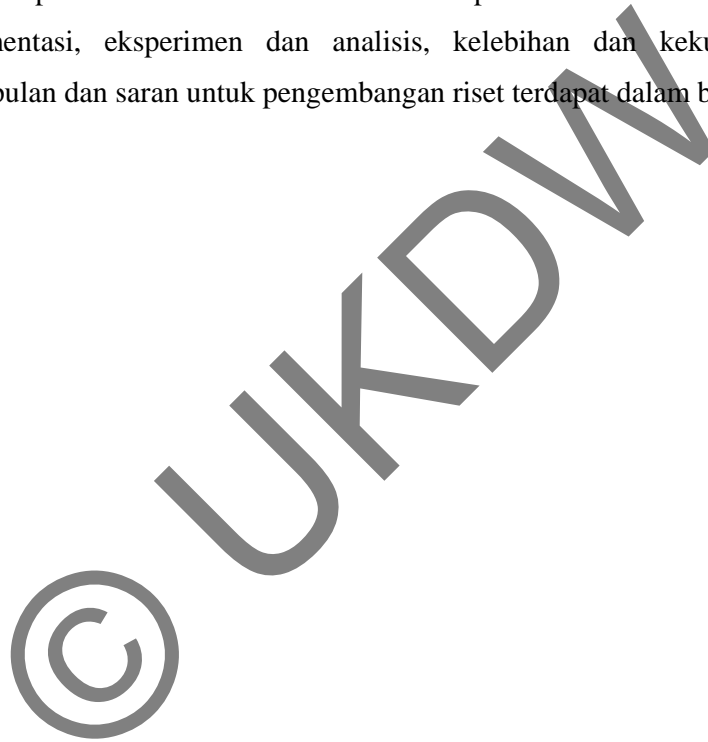 mentasi, eksperimen dan analisis, kelebihan dan keku
pulan dan saran untuk pengembangan riset terdapat dalam b
© UKDW